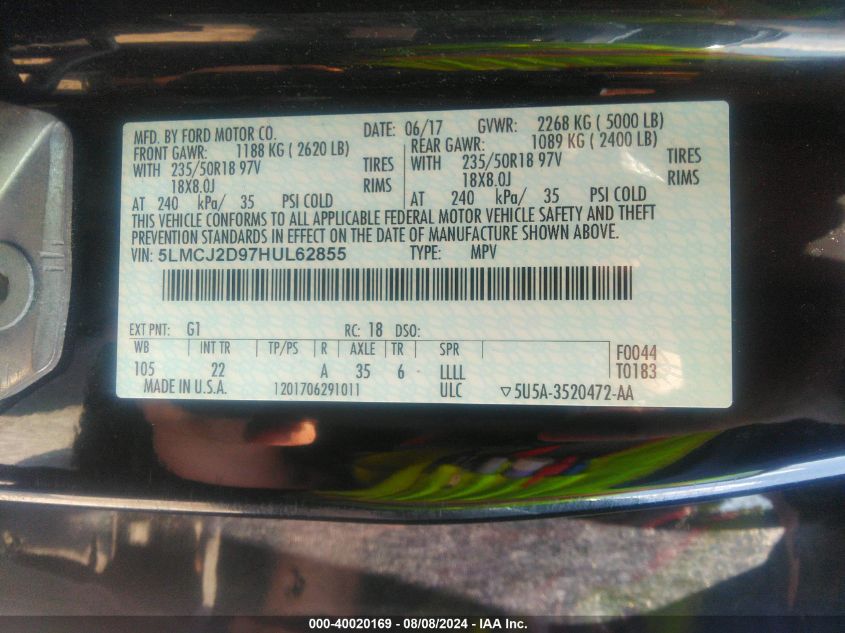 MFD. BY FORD MOTOR CO. DATE: 06/17 GVWR: 2268 KG ( 5000 LB)
FRONT GAWR: 1188 KG ( 2620 LB) REAR GAWR: 1089 KG ( 2400 LB)
WITH 235/50R18 97V TIRES WITH 235/50R18 97V TIRES
18X8.0J RIMS 18X8.0J RIMS
AT 240 kPa/ 35 PSI COLD AT 240 kPa/ 35 PSI COLD
THIS VEHICLE CONFORMS TO ALL APPLICABLE FEDERAL MOTOR VEHICLE SAFETY AND THEFT
PREVENTION STANDARDS IN EFFECT ON THE DATE OF MANUFACTURE SHOWN ABOVE.
VIN: 5LMCJ2D97HUL62855 TYPE: MPV
EXT PNT: G1 RC: 18 DSO:
WB INT TR TP/PS R AXLE TR SPR F0044
105 22 A 35 6 LLLL T0183
MADE IN U.S.A. 1201706291011 ULC ▽5U5A-3520472-AA
000-40020169 - 08/08/2024 - IAA Inc.